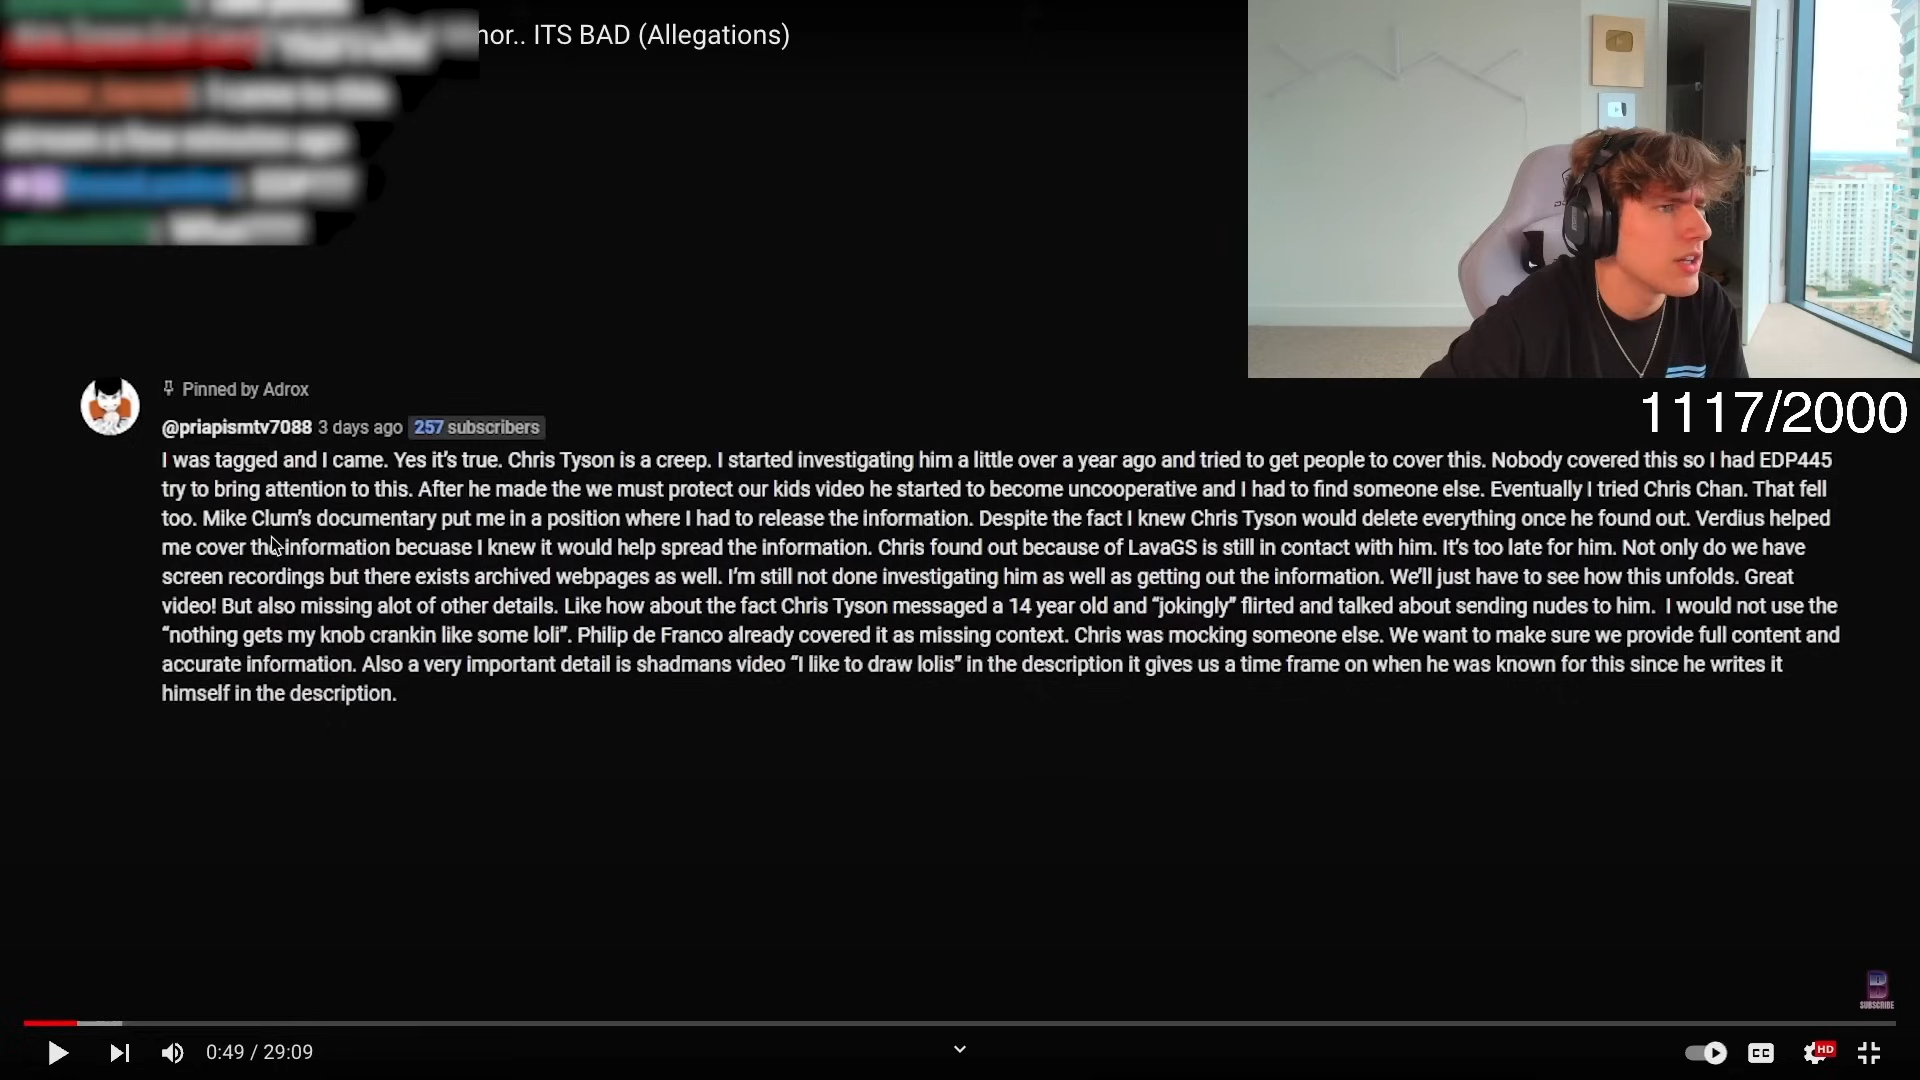 nor.. ITS BAD (Allegations)
1117/2000
Pinned by Adrox
@priapismtv7088 3 days ago 257 subscribers
I was tagged and I came. Yes it's true. Chris Tyson is a creep. I started investigating him a little over a year ago and tried to get people to cover this. Nobody covered this so I had EDP445
try to bring attention to this. After he made the we must protect our kids video he started to become uncooperative and I had to find someone else. Eventually I tried Chris Chan. That fell
too. Mike Clum's documentary put me in a position where I had to release the information. Despite the fact I knew Chris Tyson would delete everything once he found out. Verdius helped
me cover the information becuase I knew it would help spread the information. Chris found out because of LavaGS is still in contact with him. It's too late for him. Not only do we have
screen recordings but there exists archived webpages as well. I'm still not done investigating him as well as getting out the information. We'll just have to see how this unfolds. Great
video! But also missing alot of other details. Like how about the fact Chris Tyson messaged a 14 year old and “jokingly” flirted and talked about sending nudes to him.  I would not use the
“nothing gets my knob crankin like some loli”. Philip de Franco already covered it as missing context. Chris was mocking someone else. We want to make sure we provide full content and
accurate information. Also a very important detail is shadmans video “I like to draw lolis” in the description it gives us a time frame on when he was known for this since he writes it
himself in the description.
SUBSCRIBE
0:49 / 29:09
CC
HD